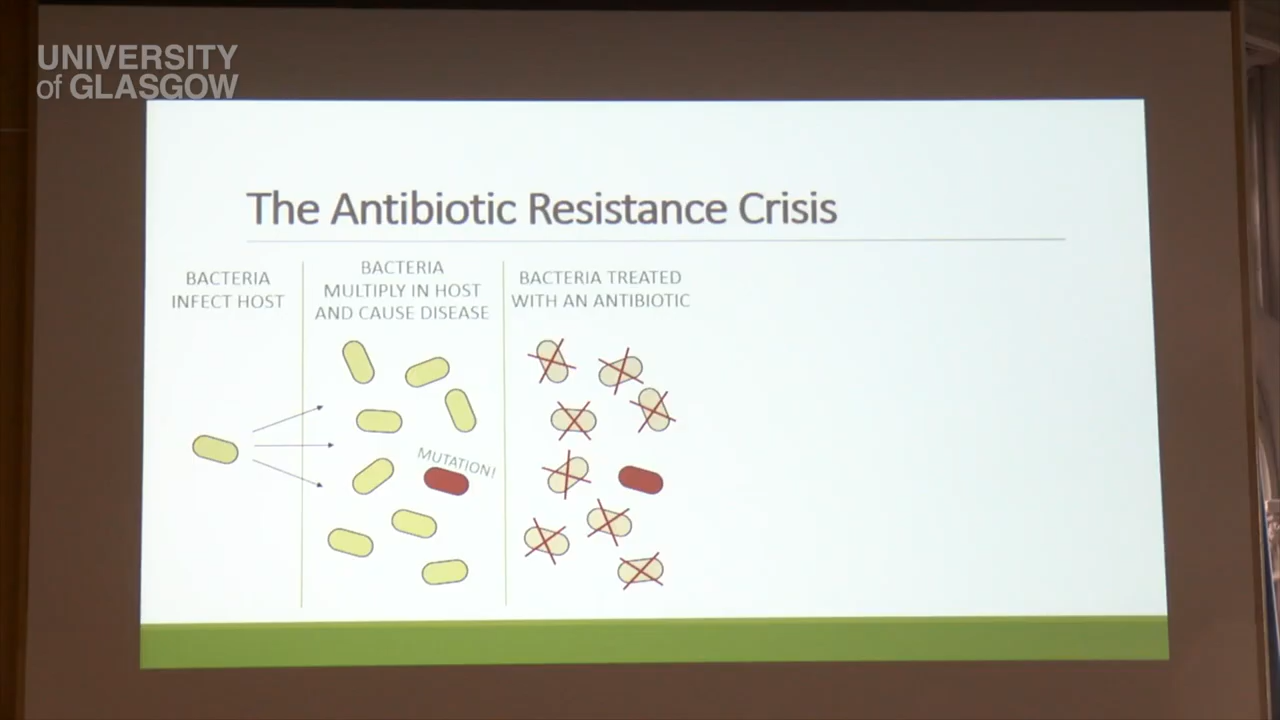 UNIVERSITY
of GLASGOW
The Antibiotic Resistance Crisis
BACTERIA
INFECT HOST
BACTERIA
MULTIPLY IN HOST
AND CAUSE DISEASE
MUTATION!
BACTERIA TREATED
WITH AN ANTIBIOTIC